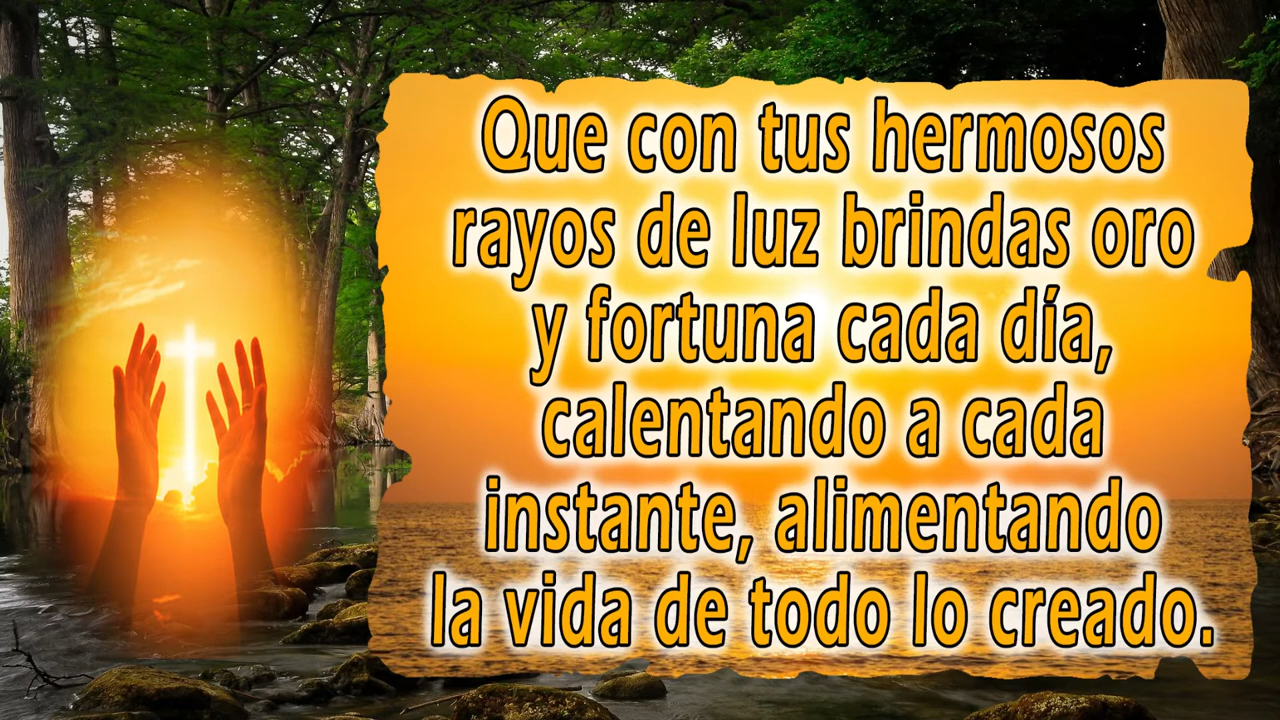 Que con tus hermosos
rayos de luz brindas oro
y fortuna cada día,
calentando a cada
instante, alimentando
la vida de todo lo creado.